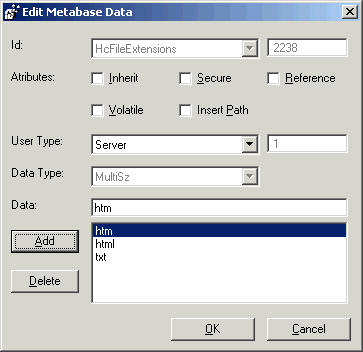 Edit Metabase Data
Id: HcFileExtensions 2238
Atributes: Inherit Secure Reference
Volatile Insert Path
User Type: Server 1
Data Type: MultiSz
Data: htm
Add htm
html
txt
Delete
OK Cancel